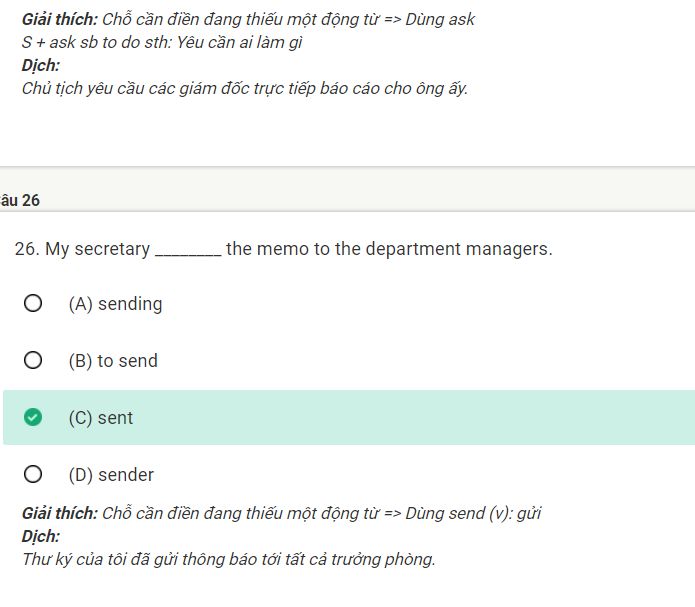 Giải thích: Chỗ cần điền đang thiếu một động từ => Dùng ask
S + ask sb to do sth: Yêu cần ai làm gì
Dịch:
Chủ tịch yêu cầu các giám đốc trực tiếp báo cáo cho ông ấy.
âu 26
26. My secretary ________ the memo to the department managers.
(A) sending
(B) to send
(C) sent
(D) sender
Giải thích: Chỗ cần điền đang thiếu một động từ => Dùng send (v): gửi
Dịch:
Thư ký của tôi đã gửi thông báo tới tất cả trưởng phòng.